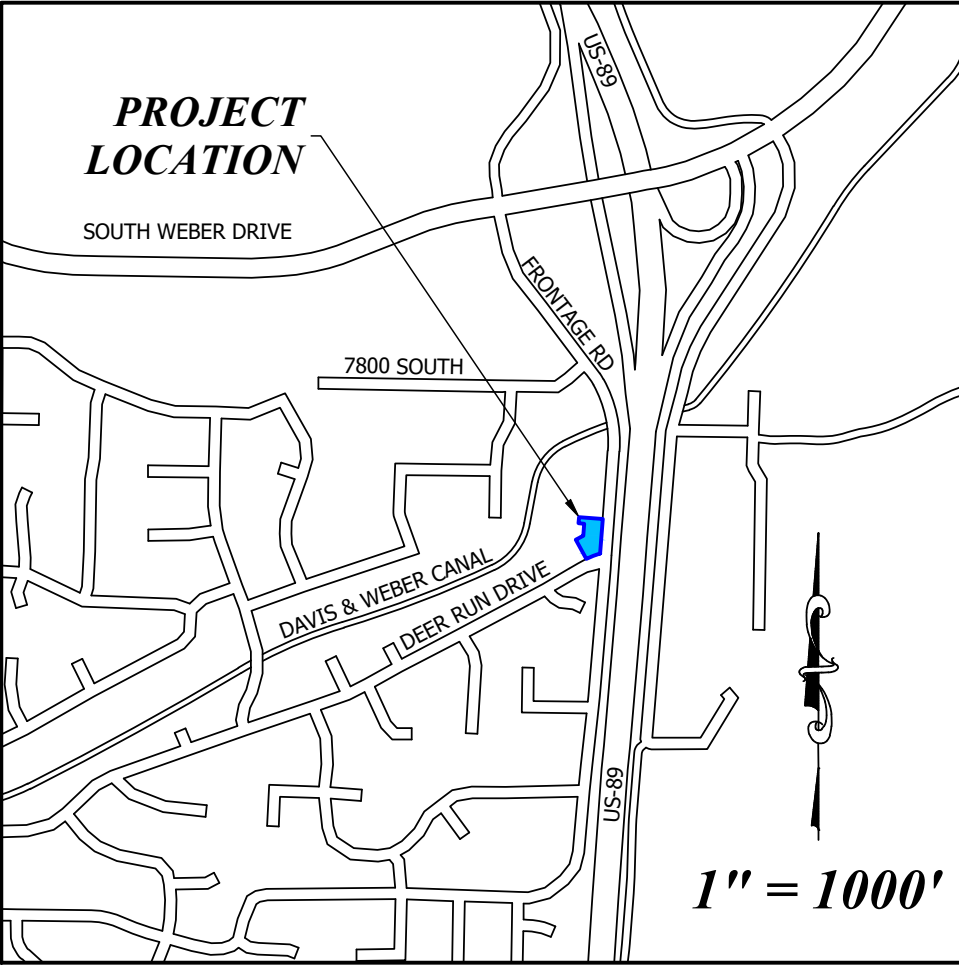 US-89
PROJECT
LOCATION
SOUTH WEBER DRIVE
FRONTAGE RD
7800 SOUTH
DAVIS & WEBER CANAL
DEER RUN DRIVE
US-89
1" = 1000'